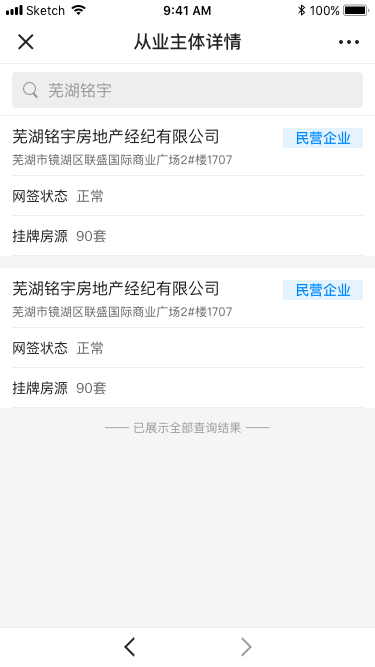 Sketch 9:41 AM 100%
从业主体详情
芜湖铭宇
芜湖铭宇房地产经纪有限公司 民营企业
芜湖市镜湖区联盛国际商业广场2#楼1707
网签状态 正常
挂牌房源 90套
芜湖铭宇房地产经纪有限公司 民营企业
芜湖市镜湖区联盛国际商业广场2#楼1707
网签状态 正常
挂牌房源 90套
已展示全部查询结果